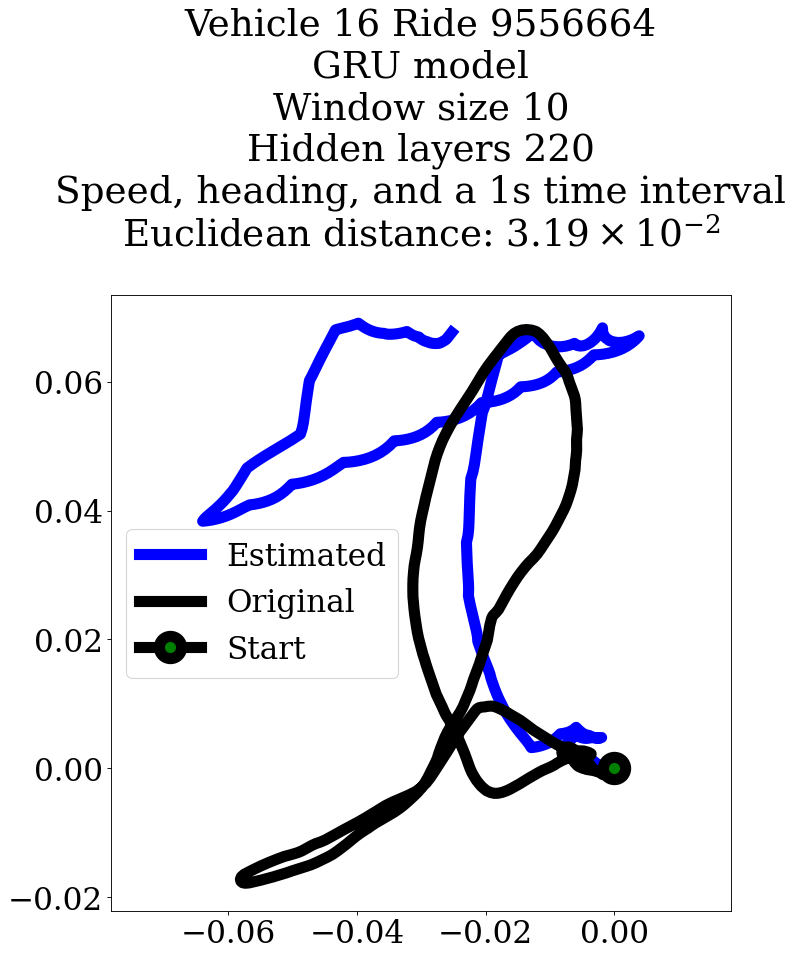 Vehicle 16 Ride 9556664
GRU model
Window size 10
Hidden layers 220
Speed, heading, and a 1s time interval
Euclidean distance: 3.19 × 10⁻²
0.06
0.04
0.02
0.00
−0.02
Estimated
Original
Start
−0.06 −0.04 −0.02 0.00